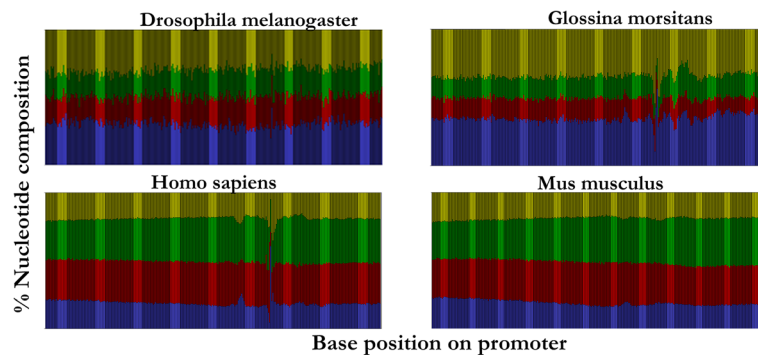 Drosophila melanogaster
Glossina morsitans
Homo sapiens
Mus musculus
% Nucleotide composition
Base position on promoter